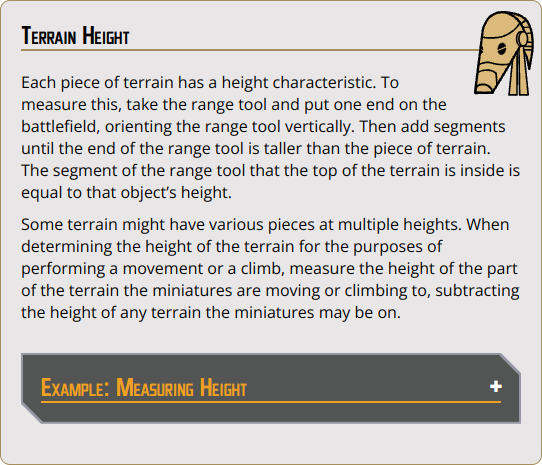 Terrain Height
Each piece of terrain has a height characteristic. To
measure this, take the range tool and put one end on the
battlefield, orienting the range tool vertically. Then add segments
until the end of the range tool is taller than the piece of terrain.
The segment of the range tool that the top of the terrain is inside is
equal to that object’s height.
Some terrain might have various pieces at multiple heights. When
determining the height of the terrain for the purposes of
performing a movement or a climb, measure the height of the part
of the terrain the miniatures are moving or climbing to, subtracting
the height of any terrain the miniatures may be on.
Example: Measuring Height +